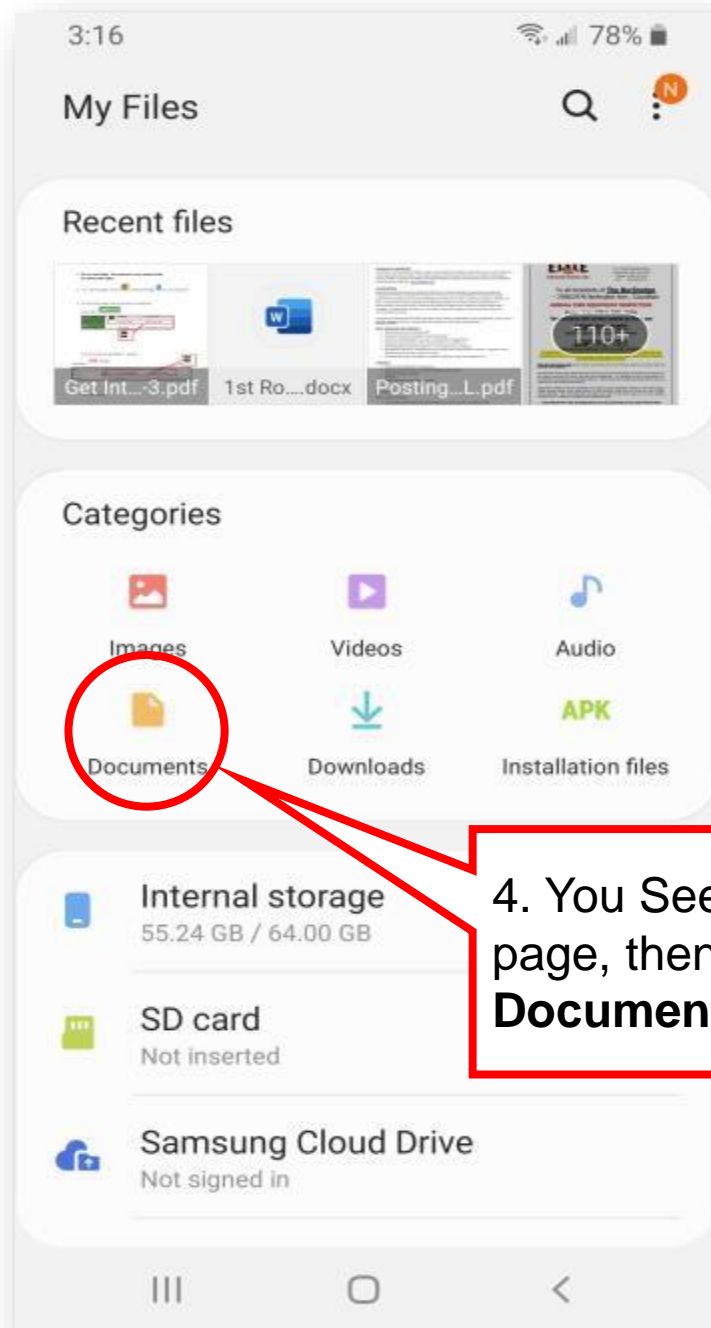 3:16 78%
My Files
N
Recent files
Get Int...-3.pdf 1st Ro....docx Posting...L.pdf 110+
W
Categories
Images Videos Audio
APK
Documents Downloads Installation files
Internal storage
55.24 GB / 64.00 GB
SD card
Not inserted
Samsung Cloud Drive
Not signed in
4. You See
page, then
Documen